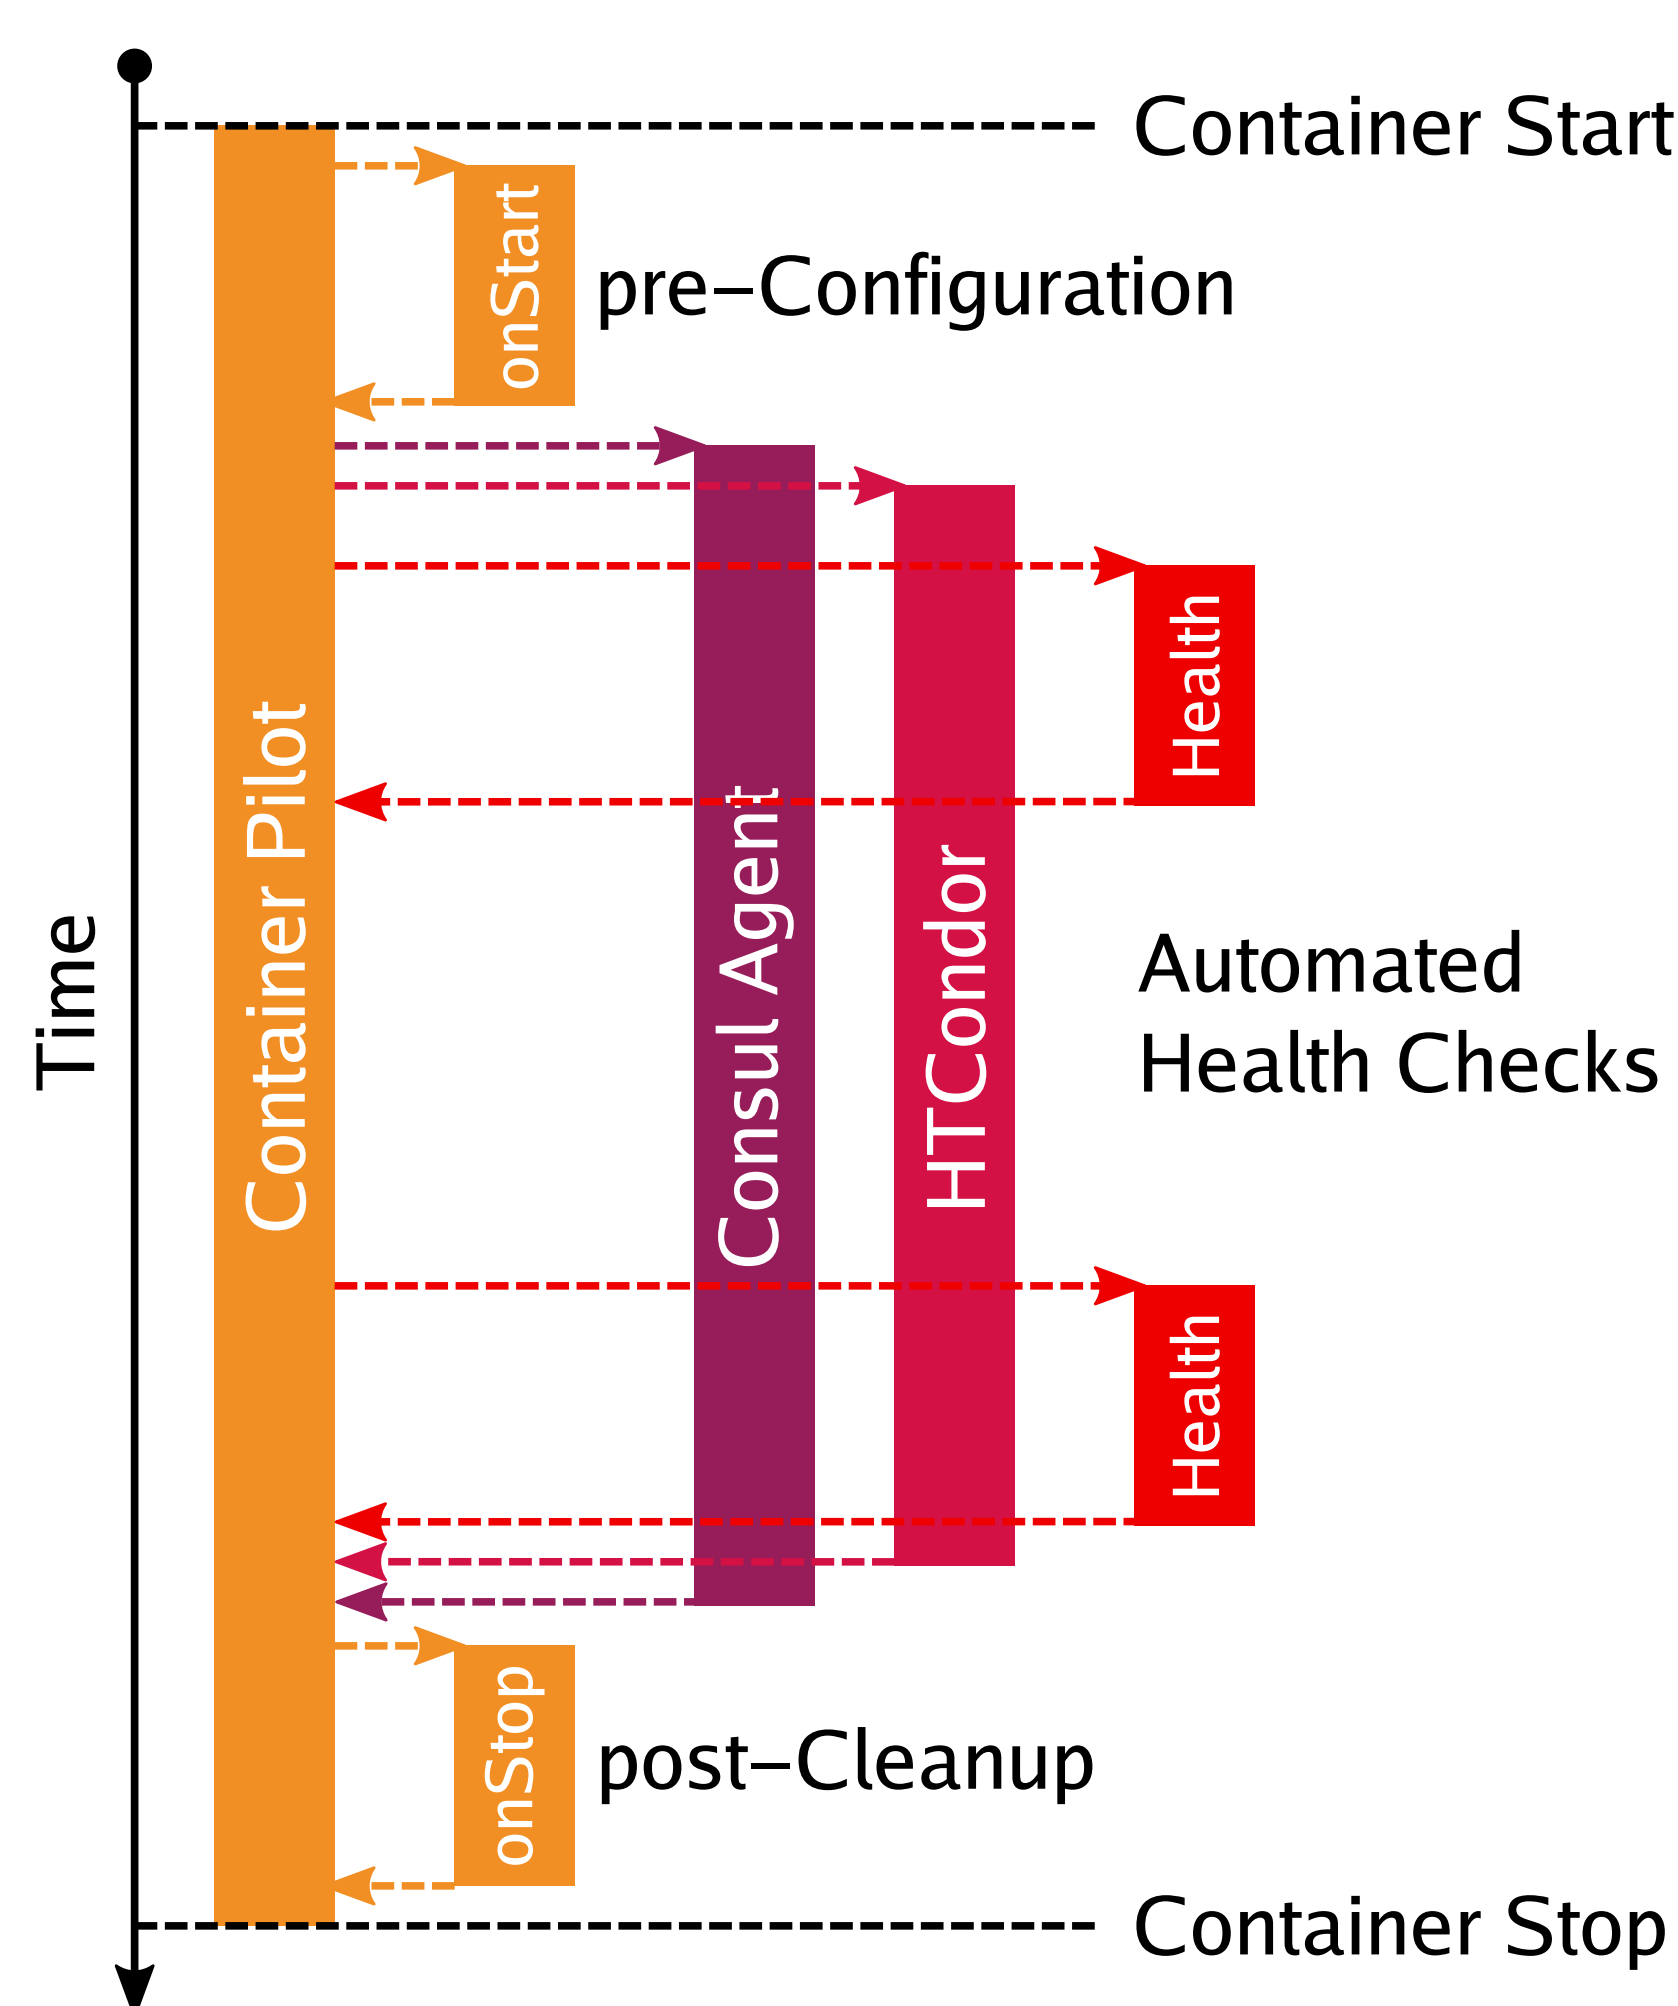 Container Start
onStart
pre–Configuration
Health
Container Pilot
Consul Agent
HTCondor
Time
Automated
Health Checks
Health
onStop
post–Cleanup
Container Stop